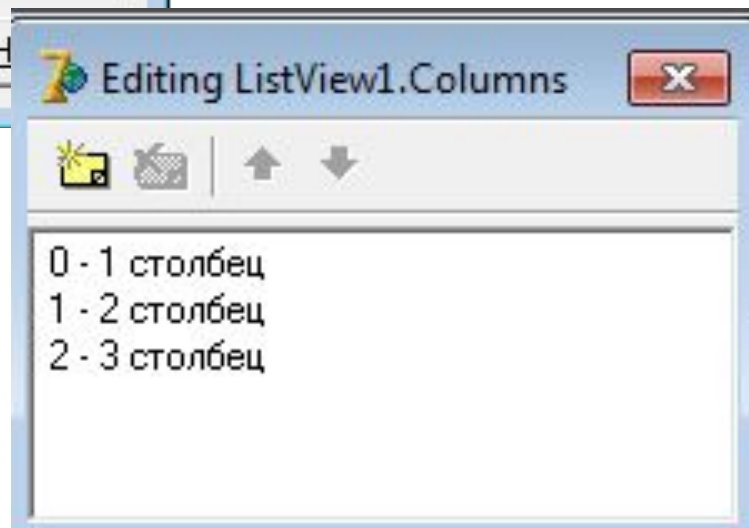 Editing ListView1.Columns
0 - 1 столбец
1 - 2 столбец
2 - 3 столбец